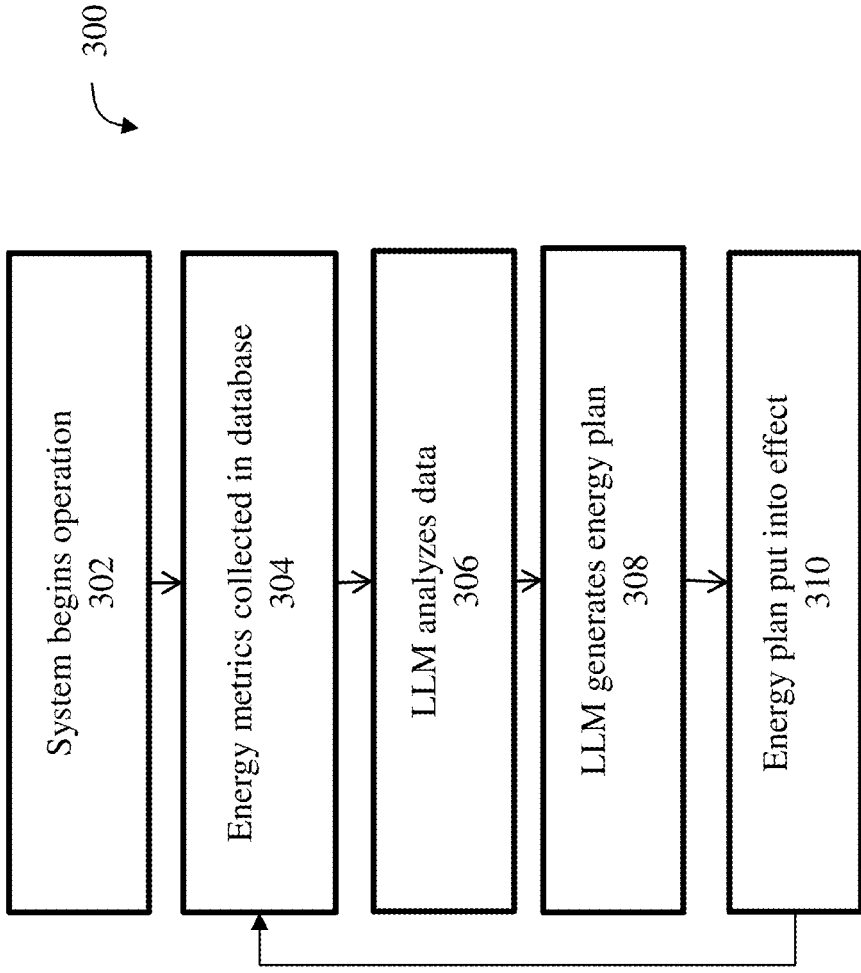 300
System begins operation
302
Energy metrics collected in database
304
LLM analyzes data
306
LLM generates energy plan
308
Energy plan put into effect
310